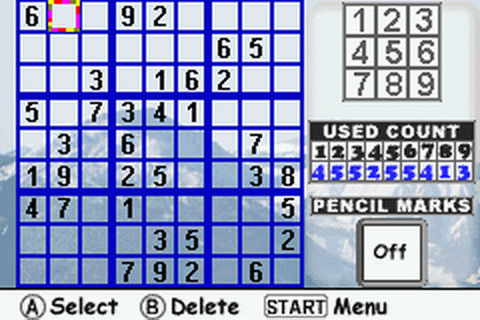 6 9 2
6 5
3 1 6 2
5 7 3 4 1
3 6 7
1 9 2 5 3 8
4 7 1 5
3 5 2
7 9 2 6
1 2 3
4 5 6
7 8 9
USED COUNT
1 2 3 4 5 6 7 8 9
4 5 5 2 5 5 4 1 3
PENCIL MARKS
Off
A Select B Delete START Menu